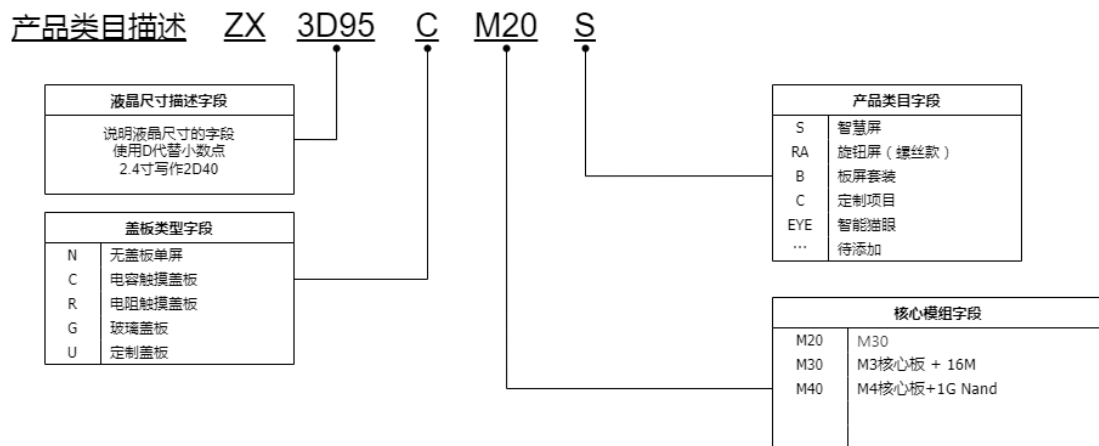 产品类目描述 ZX 3D95 C M20 S
液晶尺寸描述字段
说明液晶尺寸的字段
使用D代替小数点
2.4寸写作2D40
盖板类型字段
N 无盖板单屏
C 电容触摸盖板
R 电阻触摸盖板
G 玻璃盖板
U 定制盖板
产品类目字段
S 智慧屏
RA 旋钮屏（螺丝款）
B 板屏套装
C 定制项目
EYE 智能猫眼
… 待添加
核心模组字段
M20 M30
M30 M3核心板 + 16M
M40 M4核心板+1G Nand